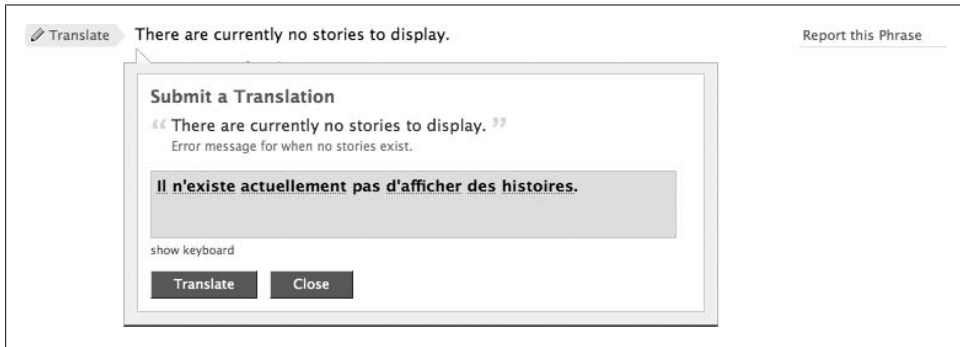 Translate There are currently no stories to display. Report this Phrase
Submit a Translation
“ There are currently no stories to display. ”
Error message for when no stories exist.
Il n'existe actuellement pas d'afficher des histoires.
show keyboard
Translate Close